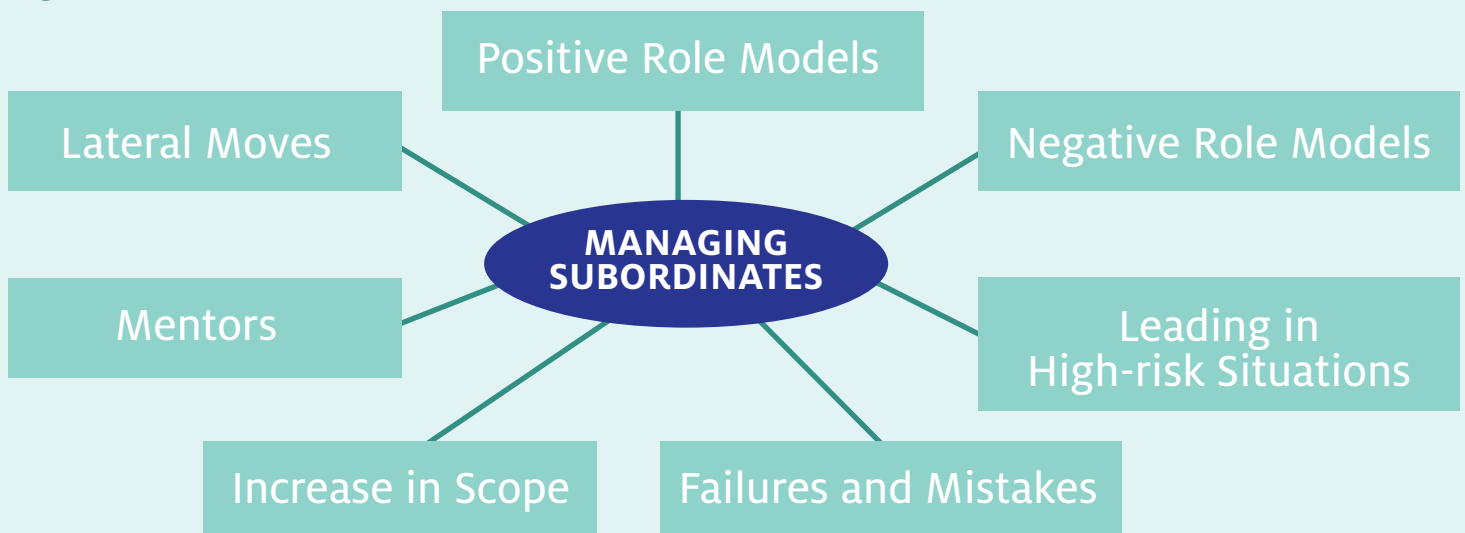 Positive Role Models
Lateral Moves
Negative Role Models
MANAGING
SUBORDINATES
Mentors
Leading in
High-risk Situations
Increase in Scope
Failures and Mistakes